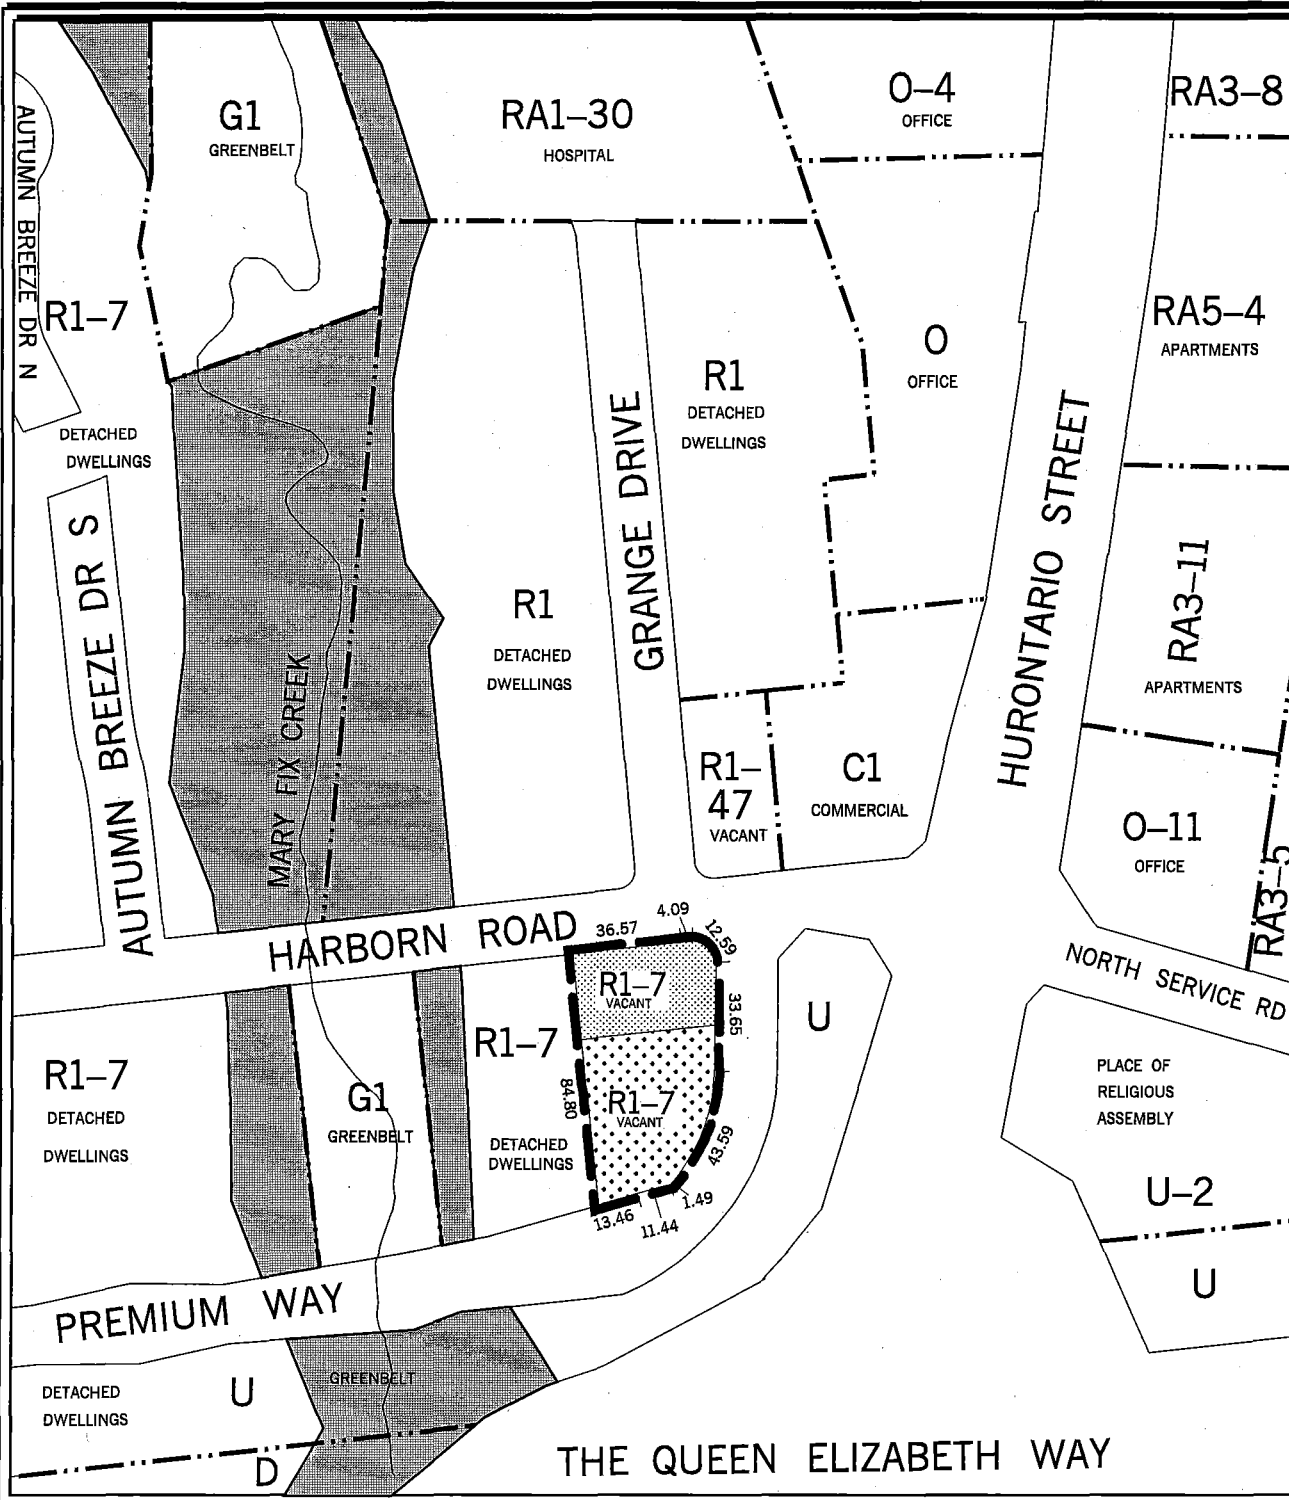 G1
GREENBELT
RA1–30
HOSPITAL
O–4
OFFICE
RA3–8
AUTUMN BREEZE DR N
R1–7
DETACHED
DWELLINGS
RA5–4
APARTMENTS
O
OFFICE
R1
DETACHED
DWELLINGS
GRANGE DRIVE
HURONTARIO STREET
AUTUMN BREEZE DR S
R1
DETACHED
DWELLINGS
RA3–11
APARTMENTS
MARY FIX CREEK
R1–
47
VACANT
C1
COMMERCIAL
O–11
OFFICE
RA3–5
HARBORN ROAD
36.57
4.09
12.59
NORTH SERVICE RD
R1–7
VACANT
33.65
U
R1–7
DETACHED
DWELLINGS
R1–7
DETACHED
DWELLINGS
G1
GREENBELT
84.80
R1–7
VACANT
43.59
1.49
11.44
13.46
PLACE OF
RELIGIOUS
ASSEMBLY
U–2
U
PREMIUM WAY
GREENBELT
DETACHED
DWELLINGS
U
D
THE QUEEN ELIZABETH WAY